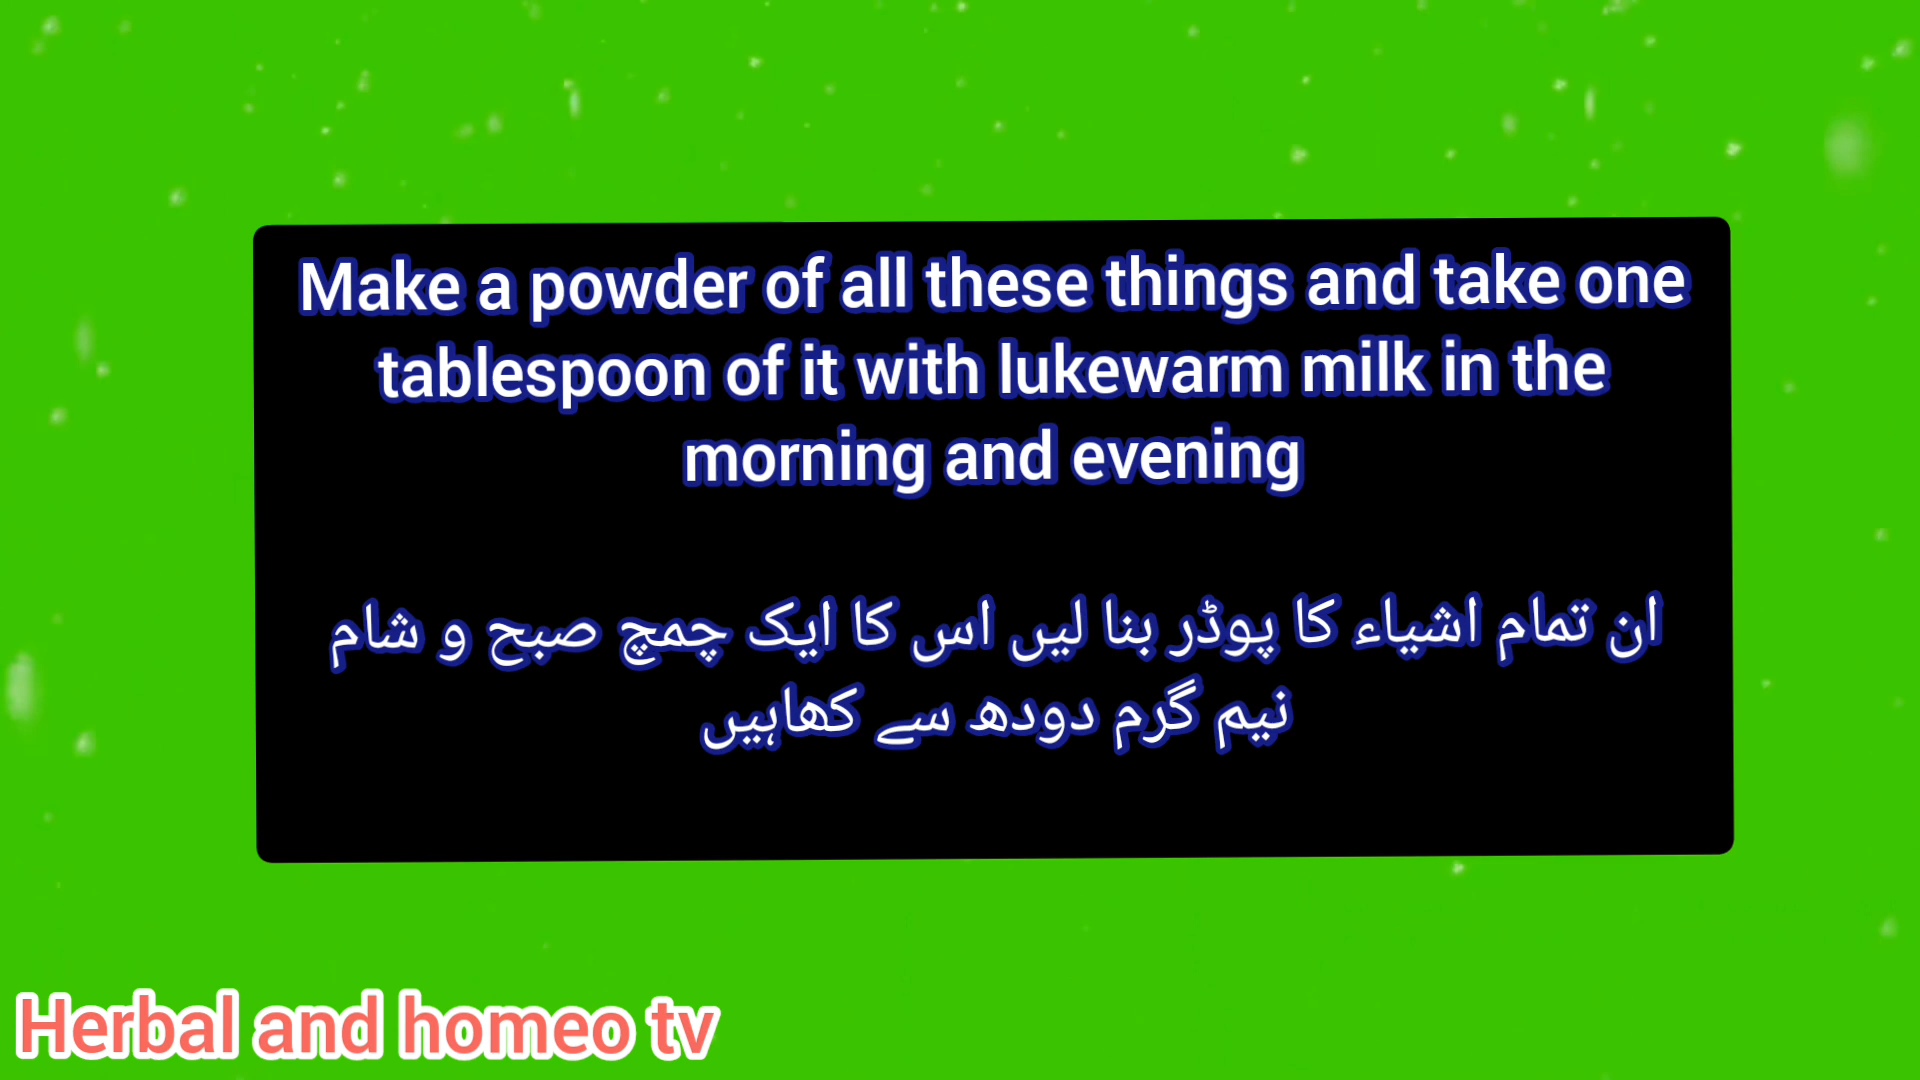 Make a powder of all these things and take one
tablespoon of it with lukewarm milk in the
morning and evening
ان تمام اشیاء کا پوڈر بنا لیں اس کا ایک چمچ صبح و شام
نیم گرم دودھ سے کھاہیں
Herbal and homeo tv